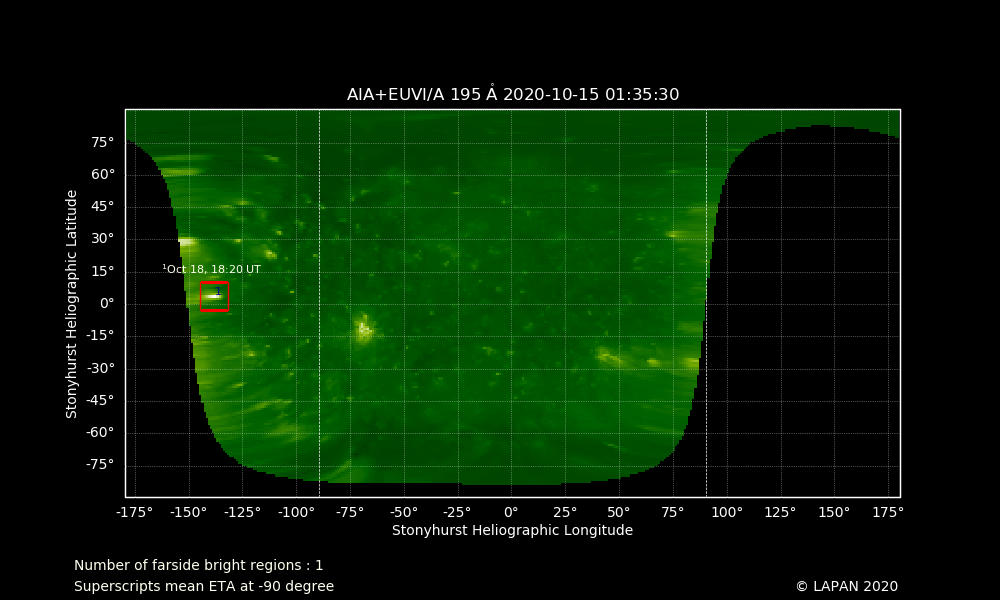 AIA+EUVI/A 195 Å 2020-10-15 01:35:30
Stonyhurst Heliographic Latitude
75°
60°
45°
30°
15°
0°
-15°
-30°
-45°
-60°
-75°
¹Oct 18, 18:20 UT
1
-175° -150° -125° -100° -75° -50° -25° 0° 25° 50° 75° 100° 125° 150° 175°
Stonyhurst Heliographic Longitude
Number of farside bright regions : 1
Superscripts mean ETA at -90 degree
© LAPAN 2020